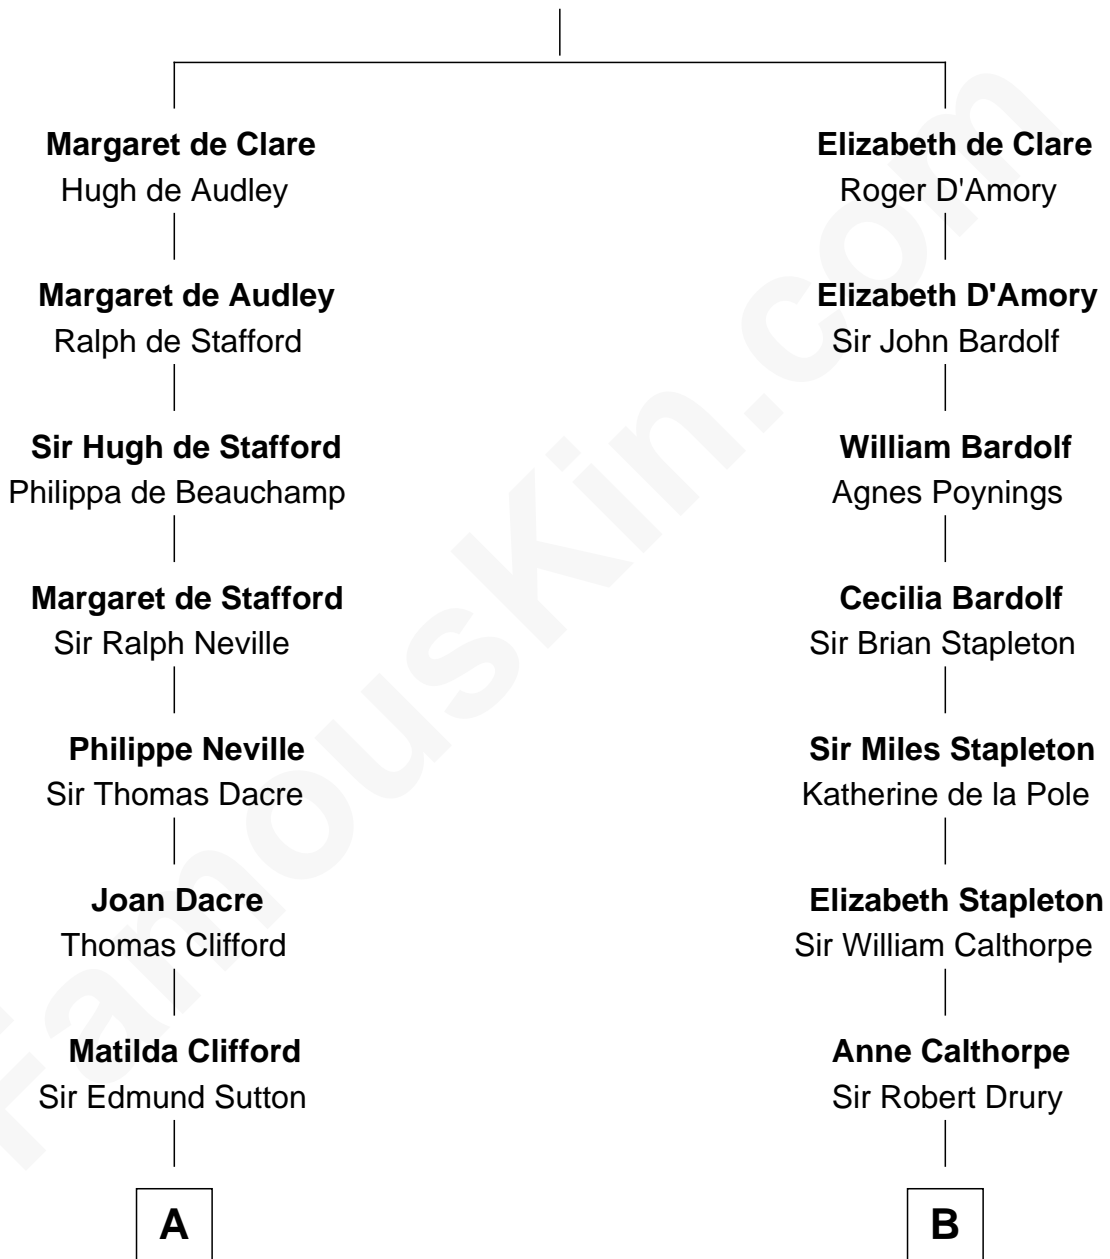 Margaret de Clare
Hugh de Audley
Margaret de Audley
Ralph de Stafford
Sir Hugh de Stafford
Philippa de Beauchamp
Margaret de Stafford
Sir Ralph Neville
Philippe Neville
Sir Thomas Dacre
Joan Dacre
Thomas Clifford
Matilda Clifford
Sir Edmund Sutton
A
Elizabeth de Clare
Roger D'Amory
Elizabeth D'Amory
Sir John Bardolf
William Bardolf
Agnes Poynings
Cecilia Bardolf
Sir Brian Stapleton
Sir Miles Stapleton
Katherine de la Pole
Elizabeth Stapleton
Sir William Calthorpe
Anne Calthorpe
Sir Robert Drury
B
FamousKin.com